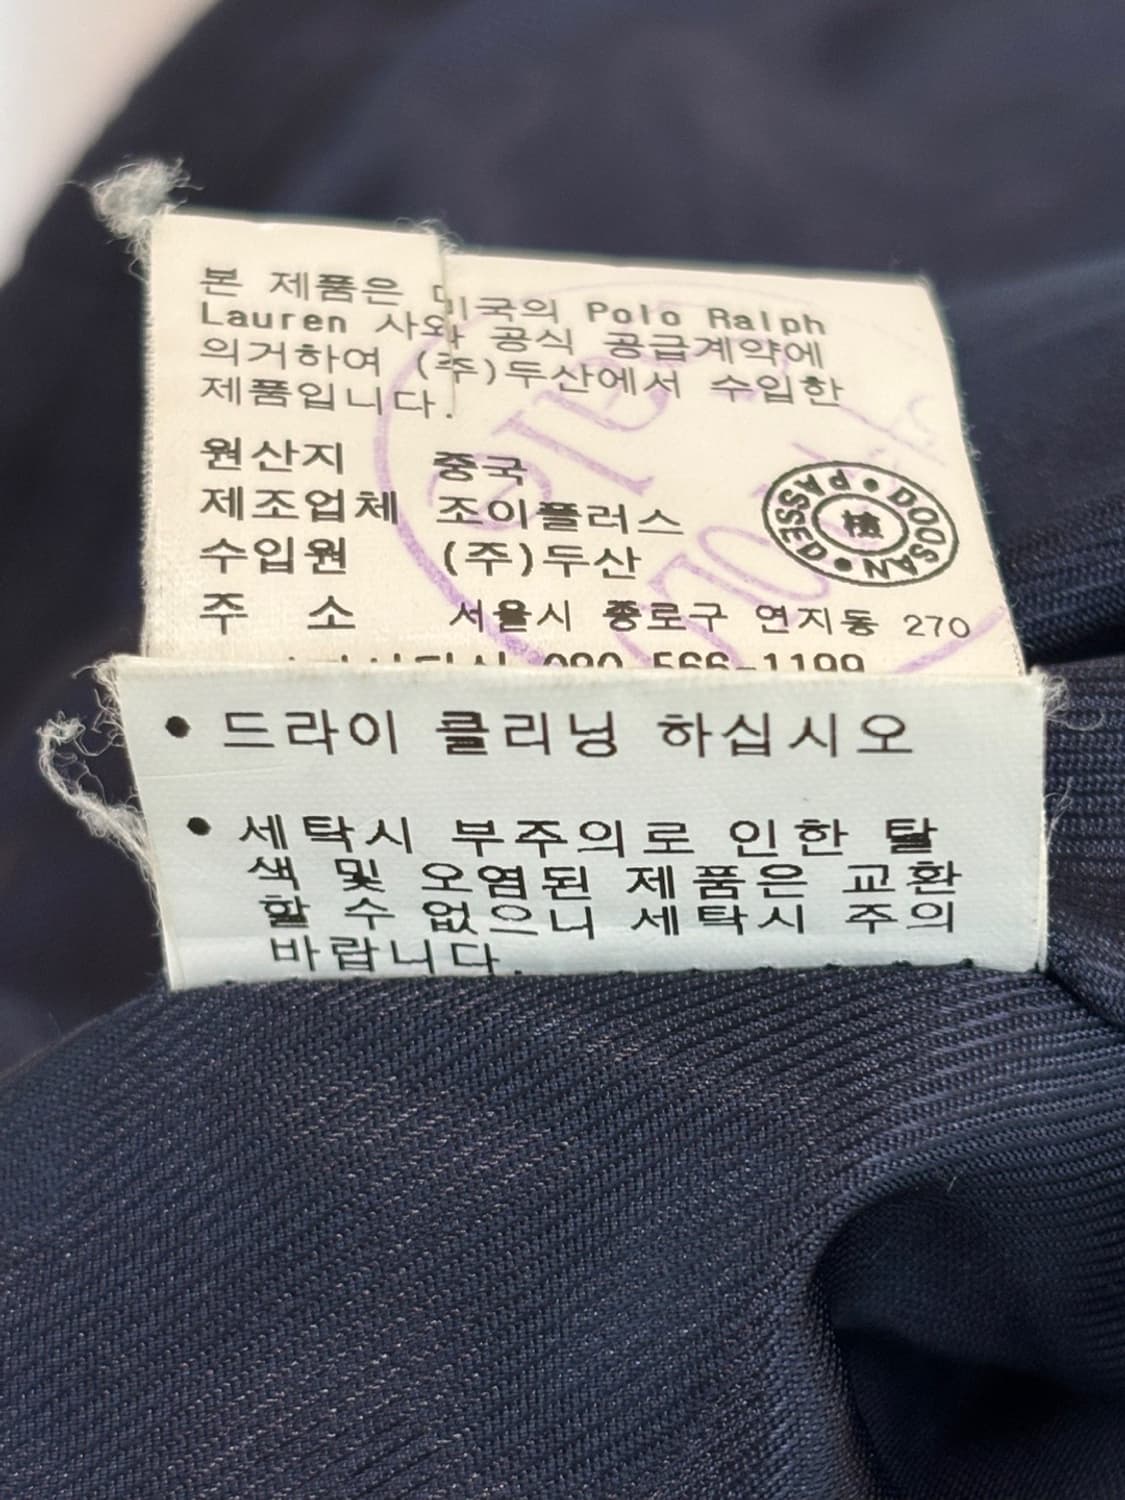 본 제품은 미국의 Polo Ralph
Lauren 사와 공식 공급계약에
의거하여 (주)두산에서 수입한
제품입니다.
원산지 중국
제조업체 조이플러스
수입원 (주)두산
주 소 서울시 종로구 연지동 270
080-566-1199
PASSED • DOOSAN •
檢
• 드라이 클리닝 하십시오
• 세탁시 부주의로 인한 탈
색 및 오염된 제품은 교환
할 수 없으니 세탁시 주의
바랍니다.